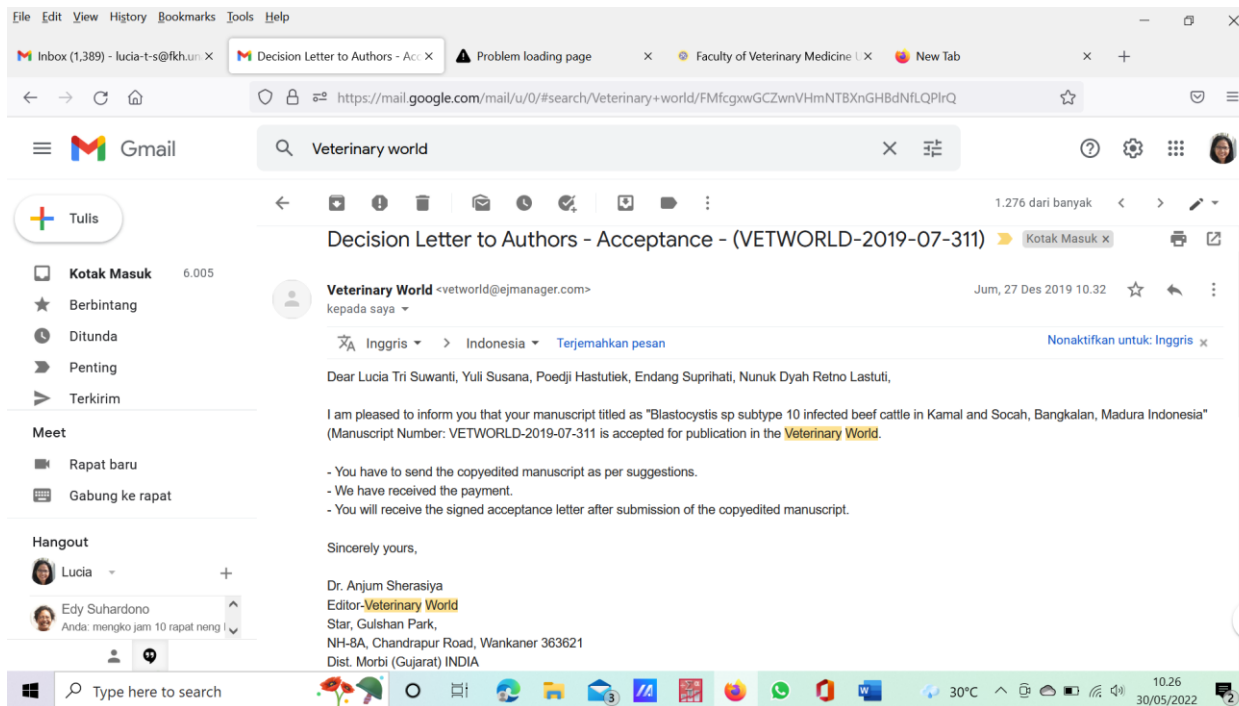 File Edit View History Bookmarks Tools Help
Inbox (1,389) - lucia-t-s@fkh.un
Decision Letter to Authors - Acc
Problem loading page
Faculty of Veterinary Medicine U
New Tab
https://mail.google.com/mail/u/0/#search/Veterinary+world/FMfcgxwGCZwnVHmNTBXnGHBdNfLQPlrQ
Gmail
Veterinary world
Tulis
1.276 dari banyak
Decision Letter to Authors - Acceptance - (VETWORLD-2019-07-311)
Kotak Masuk x
Kotak Masuk 6.005
Berbintang
Ditunda
Penting
Terkirim
Meet
Rapat baru
Gabung ke rapat
Hangout
Lucia
Edy Suhardono
Anda: mengko jam 10 rapat neng
Veterinary World <vetworld@ejmanager.com>
Jum, 27 Des 2019 10.32
kepada saya
Inggris > Indonesia Terjemahkan pesan
Nonaktifkan untuk: Inggris x
Dear Lucia Tri Suwanti, Yuli Susana, Poedji Hastutiek, Endang Suprihati, Nunuk Dyah Retno Lastuti,
I am pleased to inform you that your manuscript titled as "Blastocystis sp subtype 10 infected beef cattle in Kamal and Socah, Bangkalan, Madura Indonesia"
(Manuscript Number: VETWORLD-2019-07-311 is accepted for publication in the Veterinary World.
- You have to send the copyedited manuscript as per suggestions.
- We have received the payment.
- You will receive the signed acceptance letter after submission of the copyedited manuscript.
Sincerely yours,
Dr. Anjum Sherasiya
Editor-Veterinary World
Star, Gulshan Park,
NH-8A, Chandrapur Road, Wankaner 363621
Dist. Morbi (Gujarat) INDIA
Type here to search
3
30°C
10.26
30/05/2022
2